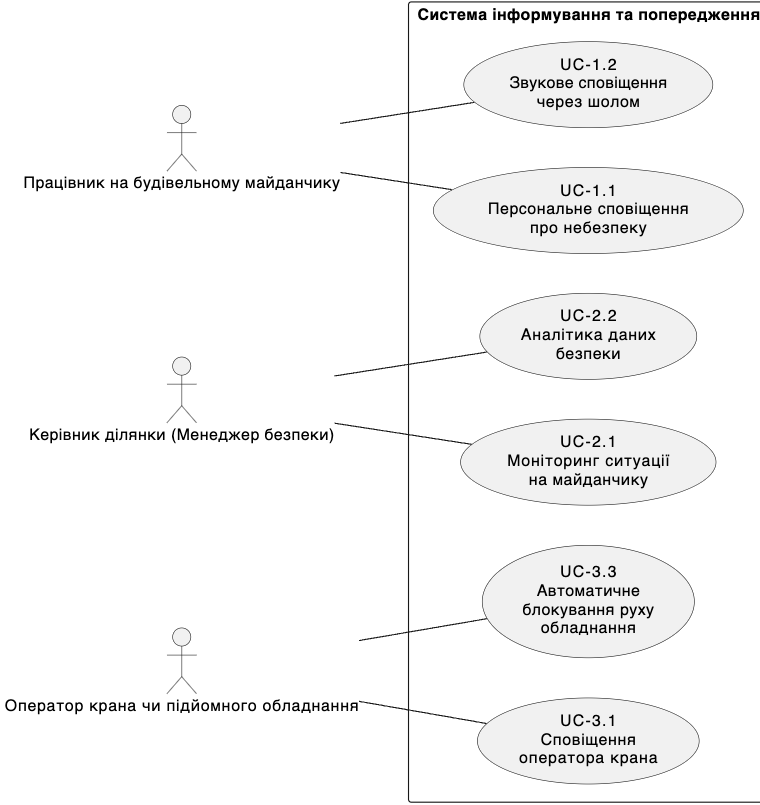 Система інформування та попередження
UC-1.2
Звукове сповіщення
через шолом
Працівник на будівельному майданчику
UC-1.1
Персональне сповіщення
про небезпеку
UC-2.2
Аналітика даних
безпеки
Керівник ділянки (Менеджер безпеки)
UC-2.1
Моніторинг ситуації
на майданчику
UC-3.3
Автоматичне
блокування руху
обладнання
Оператор крана чи підйомного обладнання
UC-3.1
Сповіщення
оператора крана